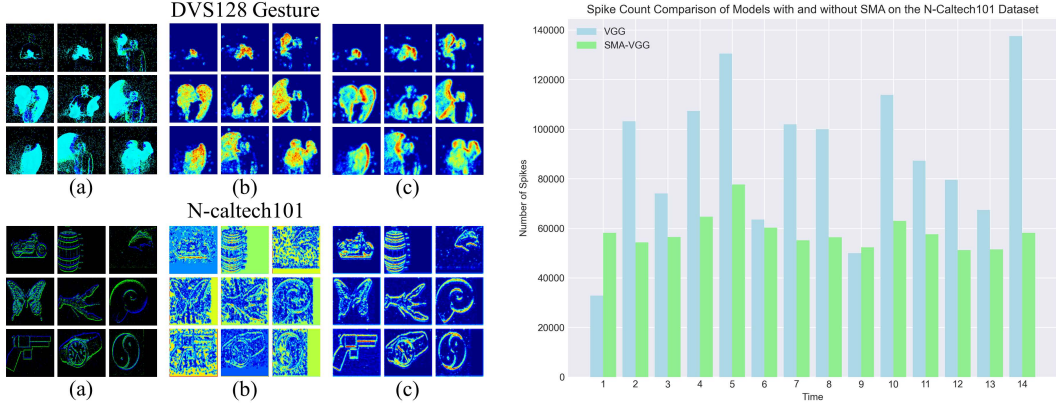 DVS128 Gesture
(a) (b) (c)
N-caltech101
(a) (b) (c)
Spike Count Comparison of Models with and without SMA on the N-Caltech101 Dataset
VGG
SMA-VGG
Number of Spikes
140000
120000
100000
80000
60000
40000
20000
0
1 2 3 4 5 6 7 8 9 10 11 12 13 14
Time